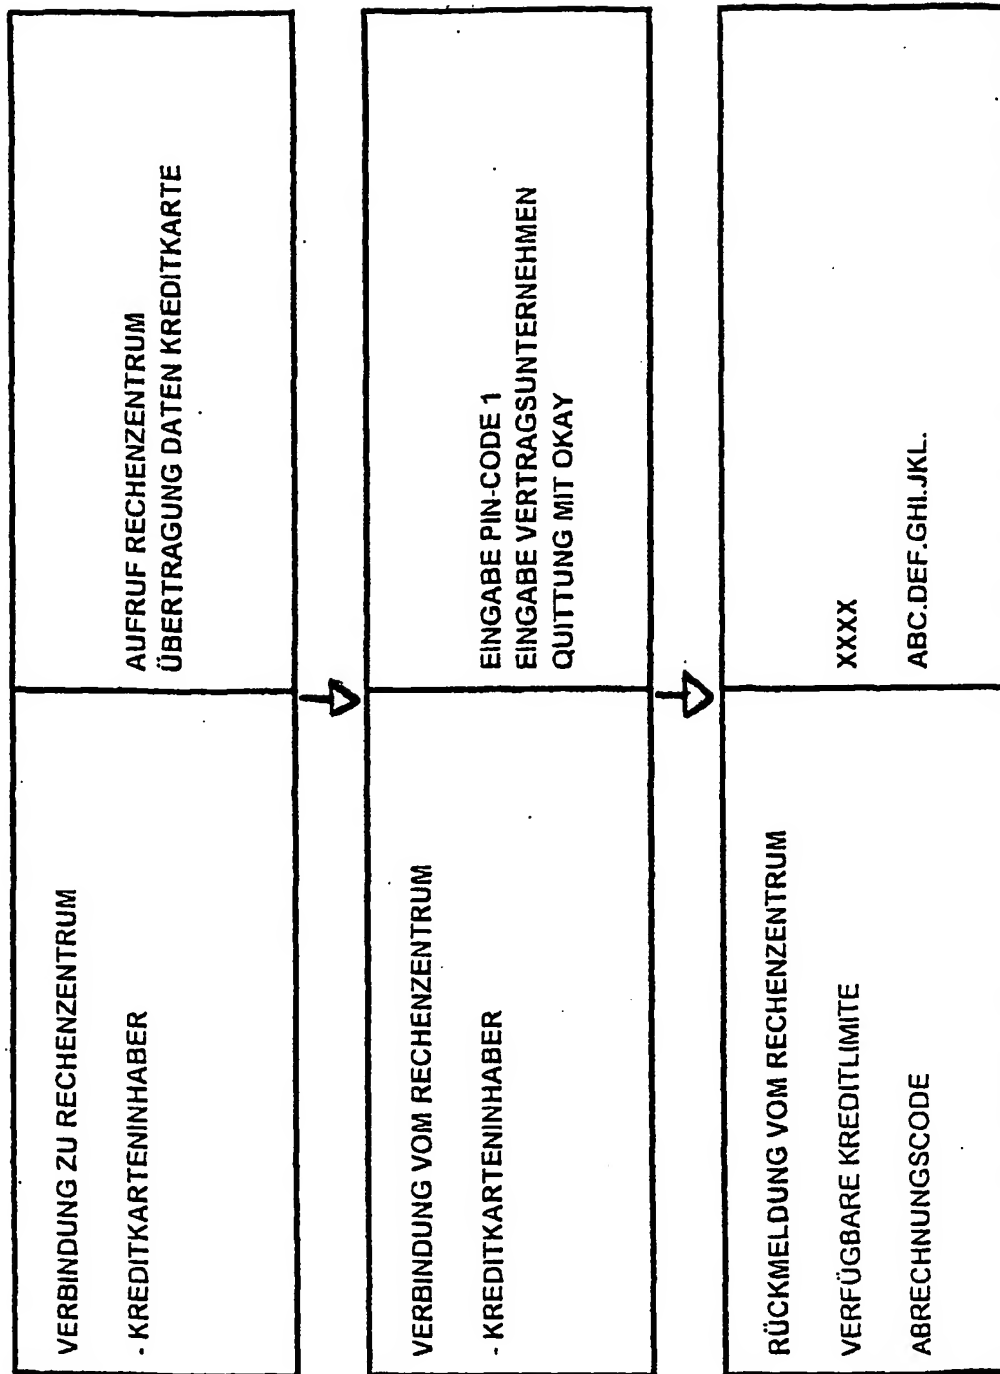 VERBINDUNG ZU RECHENZENTRUM
- KREDITKARTENINHABER
AUFRUF RECHENZENTRUM
ÜBERTRAGUNG DATEN KREDITKARTE
VERBINDUNG VOM RECHENZENTRUM
- KREDITKARTENINHABER
EINGABE PIN-CODE 1
EINGABE VERTRAGSUNTERNEHMEN
QUITTUNG MIT OKAY
RÜCKMELDUNG VOM RECHENZENTRUM
VERFÜGBARE KREDITLIMITE
XXXX
ABRECHNUNGSCODE
ABC.DEF.GHI.JKL.